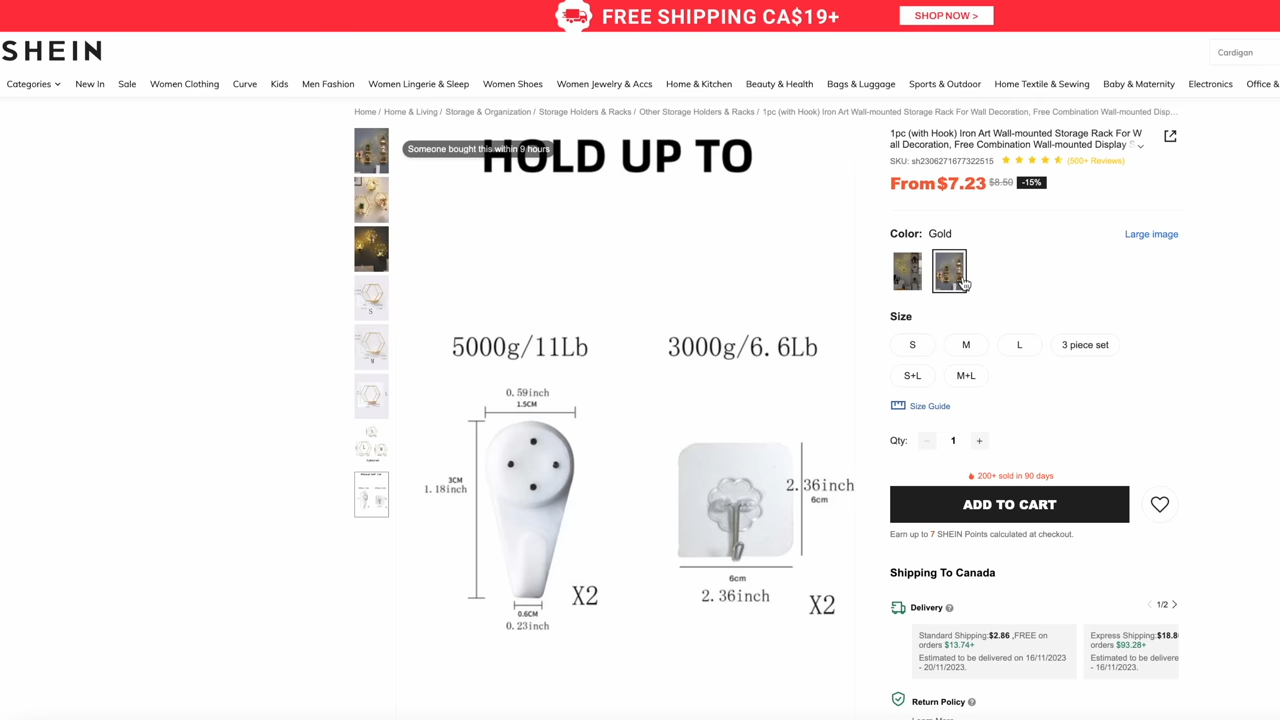 FREE SHIPPING CA$19+
SHOP NOW >
SHEIN
Cardigan
Categories
New In
Sale
Women Clothing
Curve
Kids
Men Fashion
Women Lingerie & Sleep
Women Shoes
Women Jewelry & Accs
Home & Kitchen
Beauty & Health
Bags & Luggage
Sports & Outdoor
Home Textile & Sewing
Baby & Maternity
Electronics
Office &
Home / Home & Living / Storage & Organization / Storage Holders & Racks / Other Storage Holders & Racks / 1pc (with Hook) Iron Art Wall-mounted Storage Rack For Wall Decoration, Free Combination Wall-mounted Disp...
Someone bought this within 9 hours
HOLD UP TO
5000g/11Lb
3000g/6.6Lb
0.59inch
1.5CM
3CM
1.18inch
0.6CM
0.23inch
X2
2.36inch
6cm
6cm
2.36inch
X2
1pc (with Hook) Iron Art Wall-mounted Storage Rack For W
all Decoration, Free Combination Wall-mounted Display S
SKU: sh2306271677322515
(500+ Reviews)
From$7.23 $8.50 -15%
Color: Gold
Large image
Size
S
M
L
3 piece set
S+L
M+L
Size Guide
Qty: − 1 +
200+ sold in 90 days
ADD TO CART
Earn up to 7 SHEIN Points calculated at checkout.
Shipping To Canada
Delivery ?
1/2
Standard Shipping:$2.86 ,FREE on
orders $13.74+
Estimated to be delivered on 16/11/2023
- 20/11/2023.
Express Shipping:$18.8
orders $93.28+
Estimated to be delivere
- 16/11/2023.
Return Policy ?